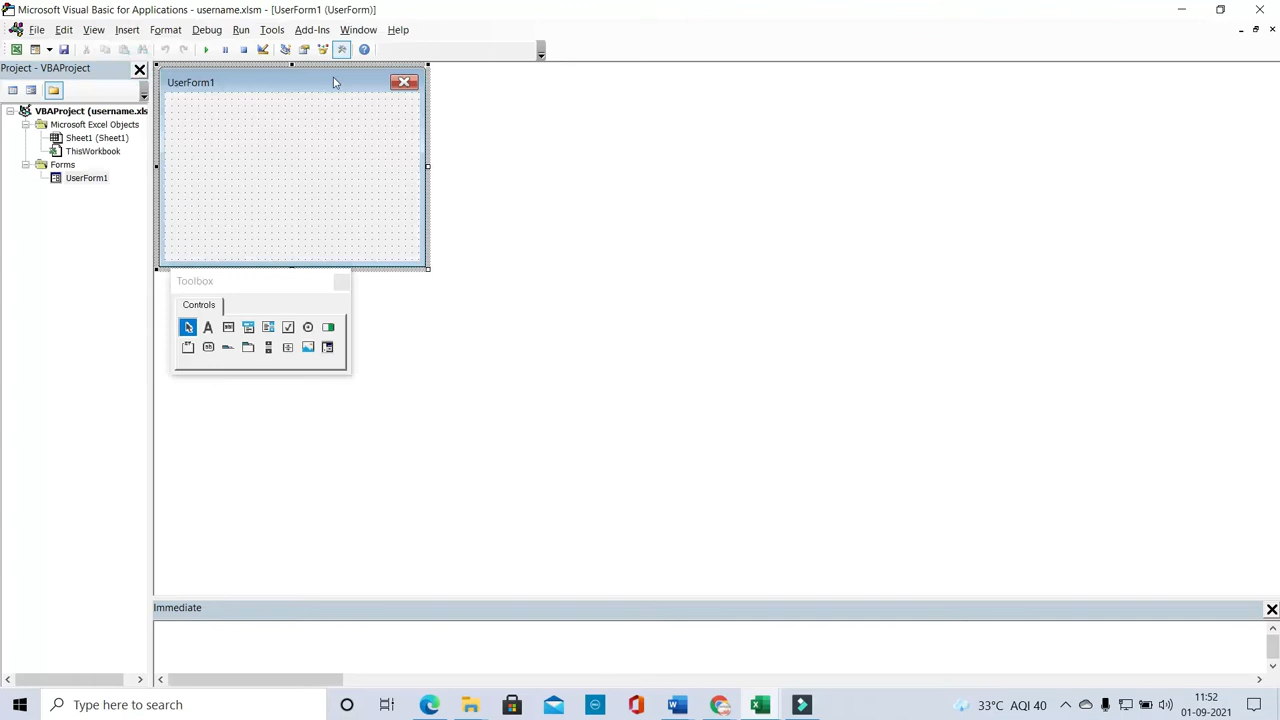 Microsoft Visual Basic for Applications - username.xlsm - [UserForm1 (UserForm)]
File Edit View Insert Format Debug Run Tools Add-Ins Window Help
Project - VBAProject
UserForm1
VBAProject (username.xls
Microsoft Excel Objects
Sheet1 (Sheet1)
ThisWorkbook
Forms
UserForm1
Toolbox
Controls
A
Immediate
Type here to search
33°C AQI 40
11:52
01-09-2021